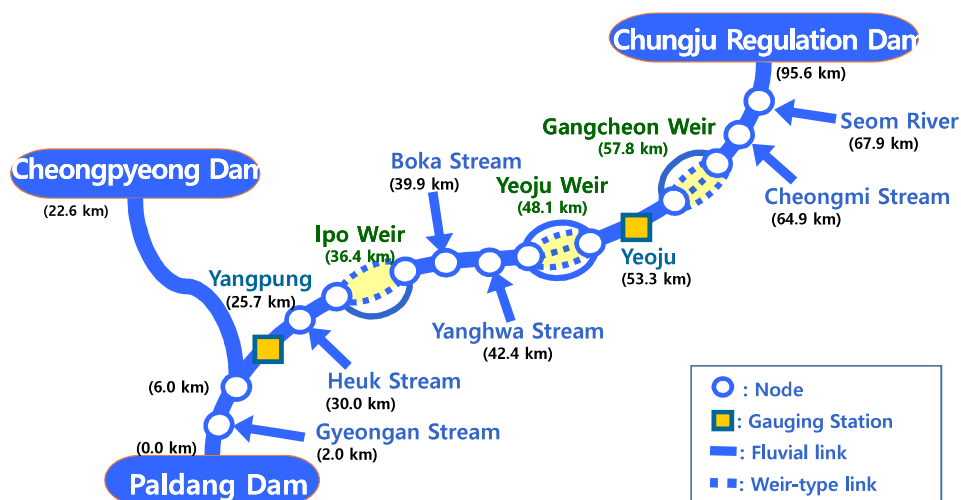 Chungju Regulation Dam
(95.6 km)
Seom River
(67.9 km)
Gangcheon Weir
(57.8 km)
Cheongmi Stream
(64.9 km)
Boka Stream
(39.9 km)
Yeoju Weir
(48.1 km)
Cheongpyeong Dam
(22.6 km)
Ipo Weir
(36.4 km)
Yeoju
(53.3 km)
Yangpung
(25.7 km)
Yanghwa Stream
(42.4 km)
Heuk Stream
(30.0 km)
(6.0 km)
Gyeongan Stream
(2.0 km)
(0.0 km)
Paldang Dam
: Node
: Gauging Station
: Fluvial link
: Weir-type link